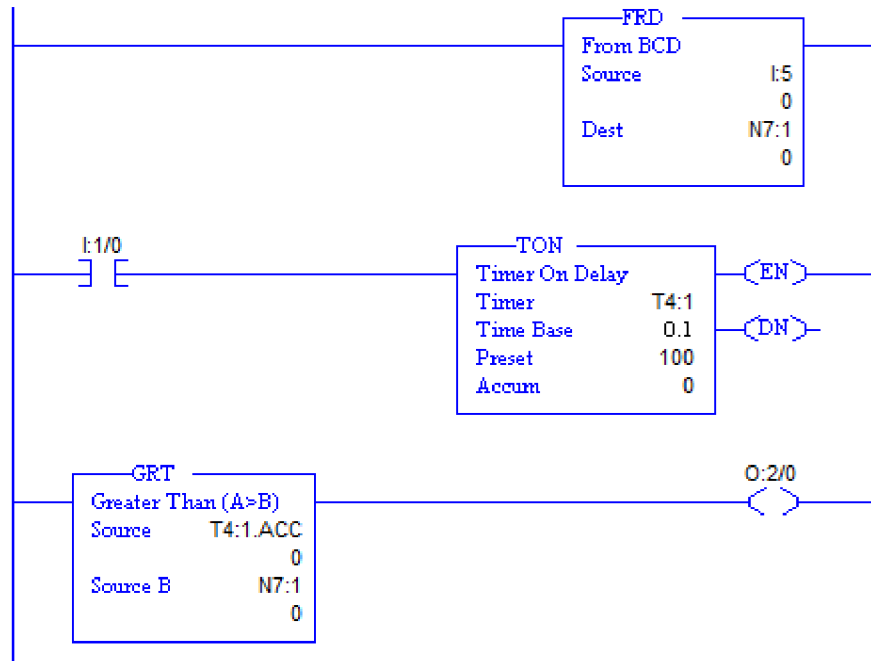 FRD
From BCD
Source I:5
0
Dest N7:1
0
I:1/0
TON
Timer On Delay
Timer T4:1
Time Base 0.1
Preset 100
Accum 0
EN
DN
GRT
Greater Than (A>B)
Source T4:1.ACC
0
Source B N7:1
0
O:2/0